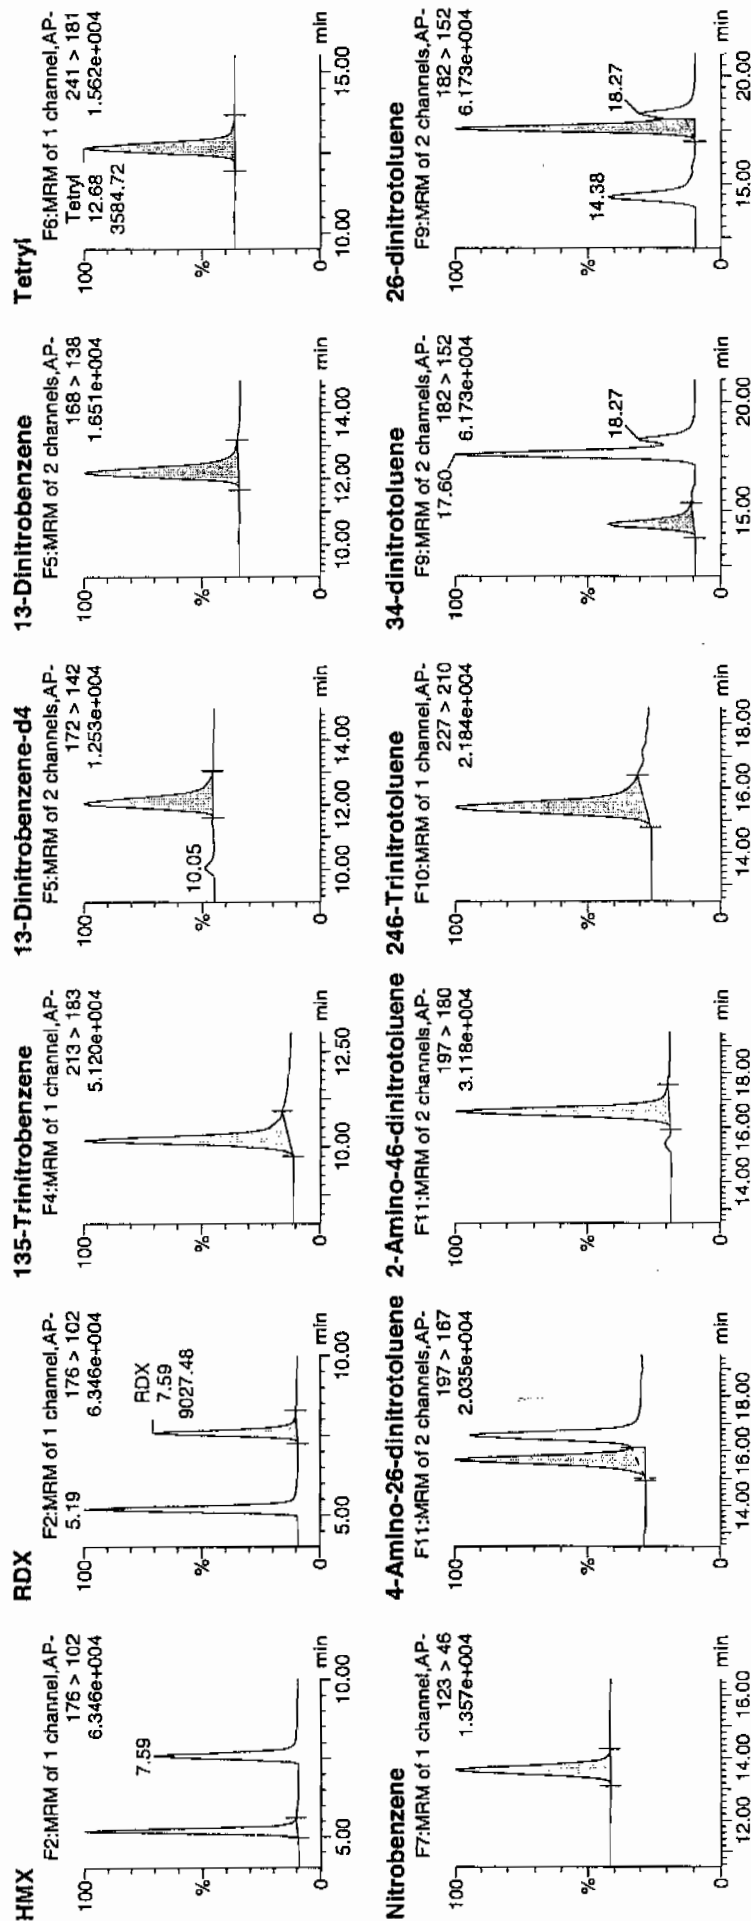 HMX
F2:MRM of 1 channel,AP-
176 > 102
6.346e+004
100
7.59
%
0
5.00
10.00
min
RDX
F2:MRM of 1 channel,AP-
176 > 102
6.346e+004
100
5.19
RDX
7.59
9027.48
%
0
5.00
10.00
min
135-Trinitrobenzene
F4:MRM of 1 channel,AP-
213 > 183
5.120e+004
100
%
0
10.00
12.50
min
13-Dinitrobenzene-d4
F5:MRM of 2 channels,AP-
172 > 142
1.253e+004
100
10.05
%
0
10.00
12.00
14.00
min
13-Dinitrobenzene
F5:MRM of 2 channels,AP-
168 > 138
1.651e+004
100
%
0
10.00
12.00
14.00
min
Tetryl
F6:MRM of 1 channel,AP-
241 > 181
1.562e+004
100
Tetryl
12.68
3584.72
%
0
10.00
15.00
min
Nitrobenzene
F7:MRM of 1 channel,AP-
123 > 46
1.357e+004
100
%
0
12.00
14.00
16.00
min
4-Amino-26-dinitrotoluene
F11:MRM of 2 channels,AP-
197 > 167
2.035e+004
100
%
0
14.00
16.00
18.00
min
2-Amino-46-dinitrotoluene
F11:MRM of 2 channels,AP-
197 > 180
3.118e+004
100
%
0
14.00
16.00
18.00
min
246-Trinitrotoluene
F10:MRM of 1 channel,AP-
227 > 210
2.184e+004
100
%
0
14.00
16.00
18.00
min
34-dinitrotoluene
F9:MRM of 2 channels,AP-
182 > 152
6.173e+004
100
17.60
18.27
%
0
15.00
20.00
min
26-dinitrotoluene
F9:MRM of 2 channels,AP-
182 > 152
6.173e+004
100
14.38
18.27
%
0
15.00
20.00
min